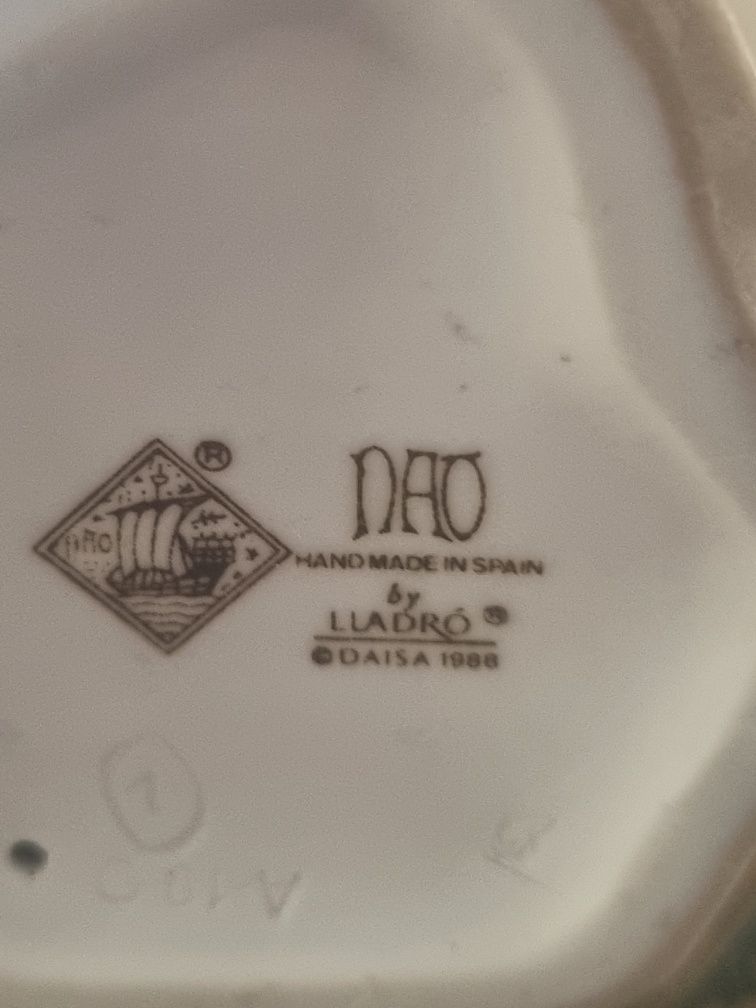 ®
NAO
NAO
HAND MADE IN SPAIN
by
LLADRÓ ®
© DAISA 1988